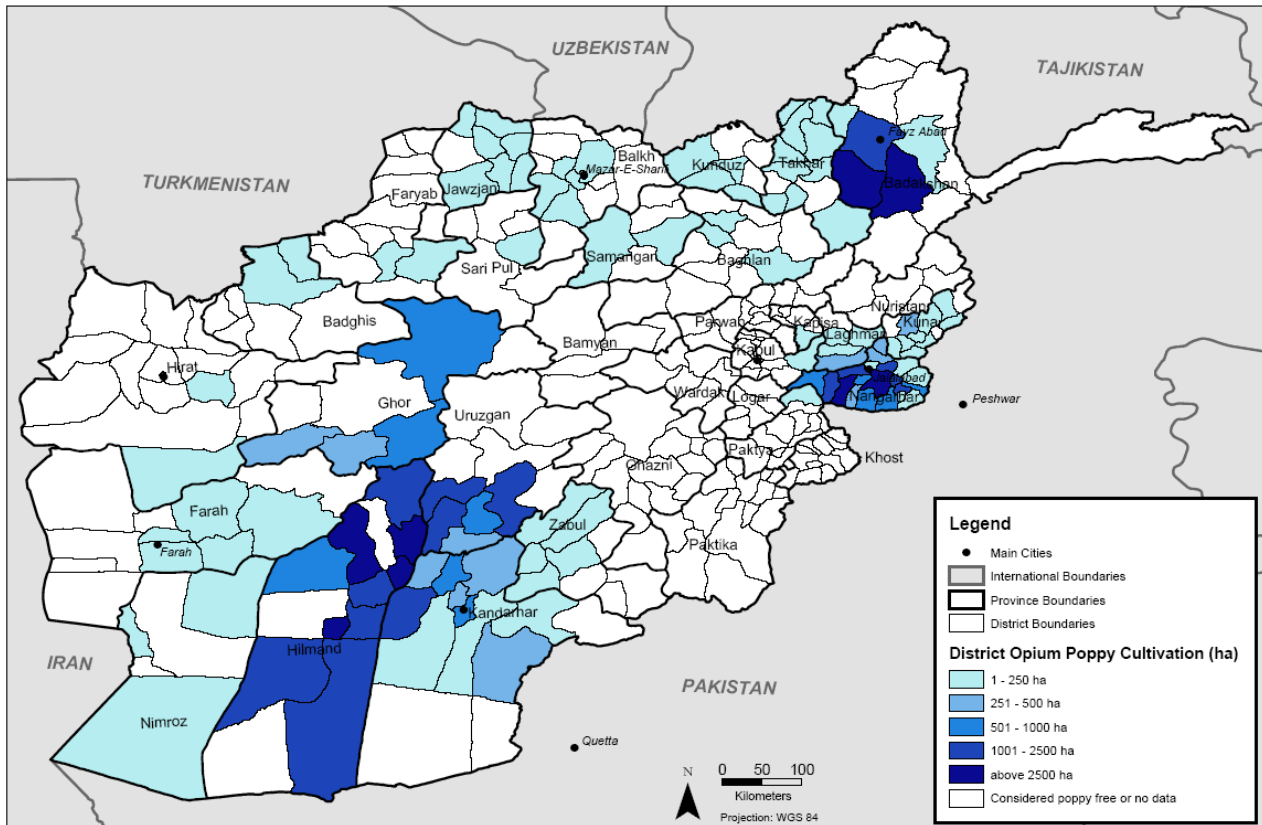 UZBEKISTAN
TAJIKISTAN
TURKMENISTAN
Fayz Abad
Balkh
Kunduz
Takhar
Mazar-E-Sharif
Jawzjan
Faryab
Badakshan
Sari Pul
Samangan
Baghlan
Nuristan
Badghis
Parwan
Kapisa
Kunar
Laghman
Bamyan
Kabul
Hirat
Jalalabad
Ghor
Wardak
Logar
Nangarhar
Peshwar
Uruzgan
Paktya
Khost
Ghazni
Farah
Zabul
Farah
Paktika
Kandarhar
Hilmand
IRAN
PAKISTAN
Nimroz
Quetta
N
0 50 100
Kilometers
Projection: WGS 84
Legend
Main Cities
International Boundaries
Province Boundaries
District Boundaries
District Opium Poppy Cultivation (ha)
1 - 250 ha
251 - 500 ha
501 - 1000 ha
1001 - 2500 ha
above 2500 ha
Considered poppy free or no data